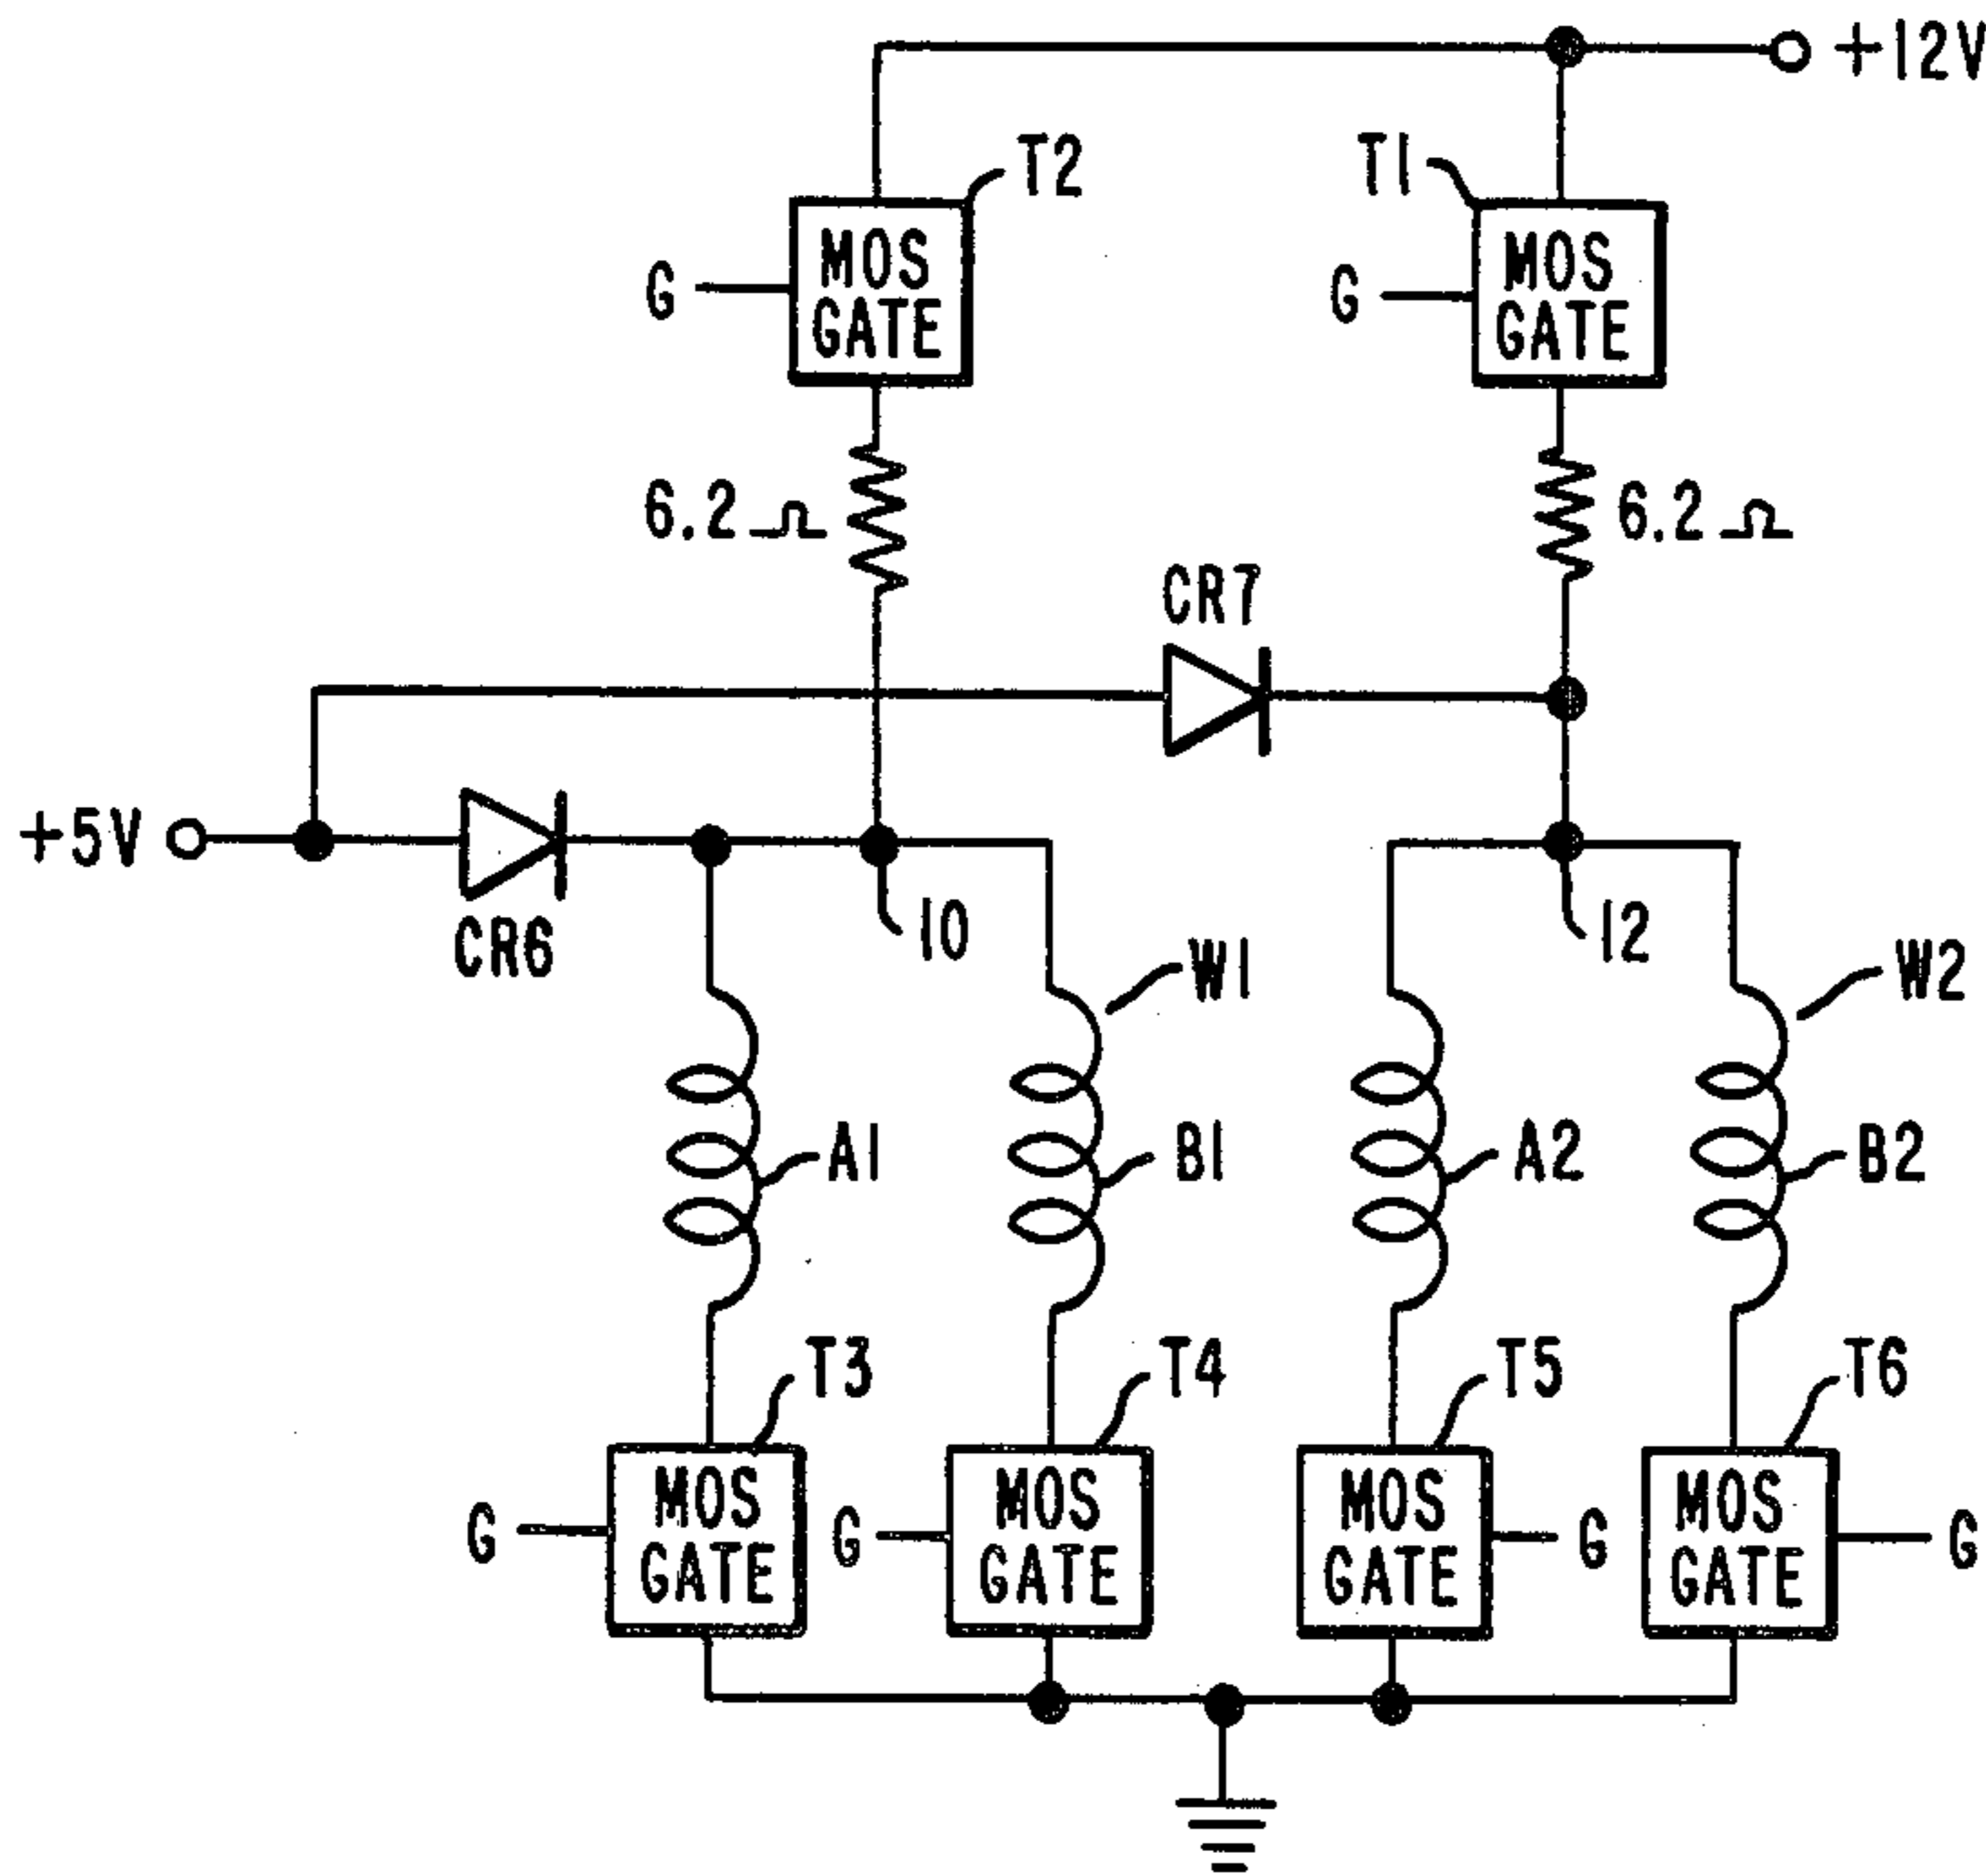 +12V
T2
T1
MOS
GATE
G
MOS
GATE
G
6.2 Ω
6.2 Ω
CR7
+5V
CR6
10
12
W1
W2
A1
B1
A2
B2
T3
T4
T5
T6
G
MOS
GATE
G
MOS
GATE
MOS
GATE
G
MOS
GATE
G